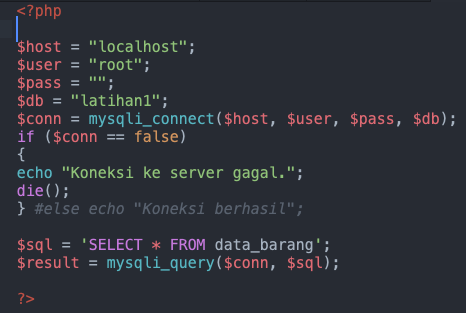 <?php
$host = "localhost";
$user = "root";
$pass = "";
$db = "latihan1";
$conn = mysqli_connect($host, $user, $pass, $db);
if ($conn == false)
{
echo "Koneksi ke server gagal.";
die();
} #else echo "Koneksi berhasil";
$sql = 'SELECT * FROM data_barang';
$result = mysqli_query($conn, $sql);
?>